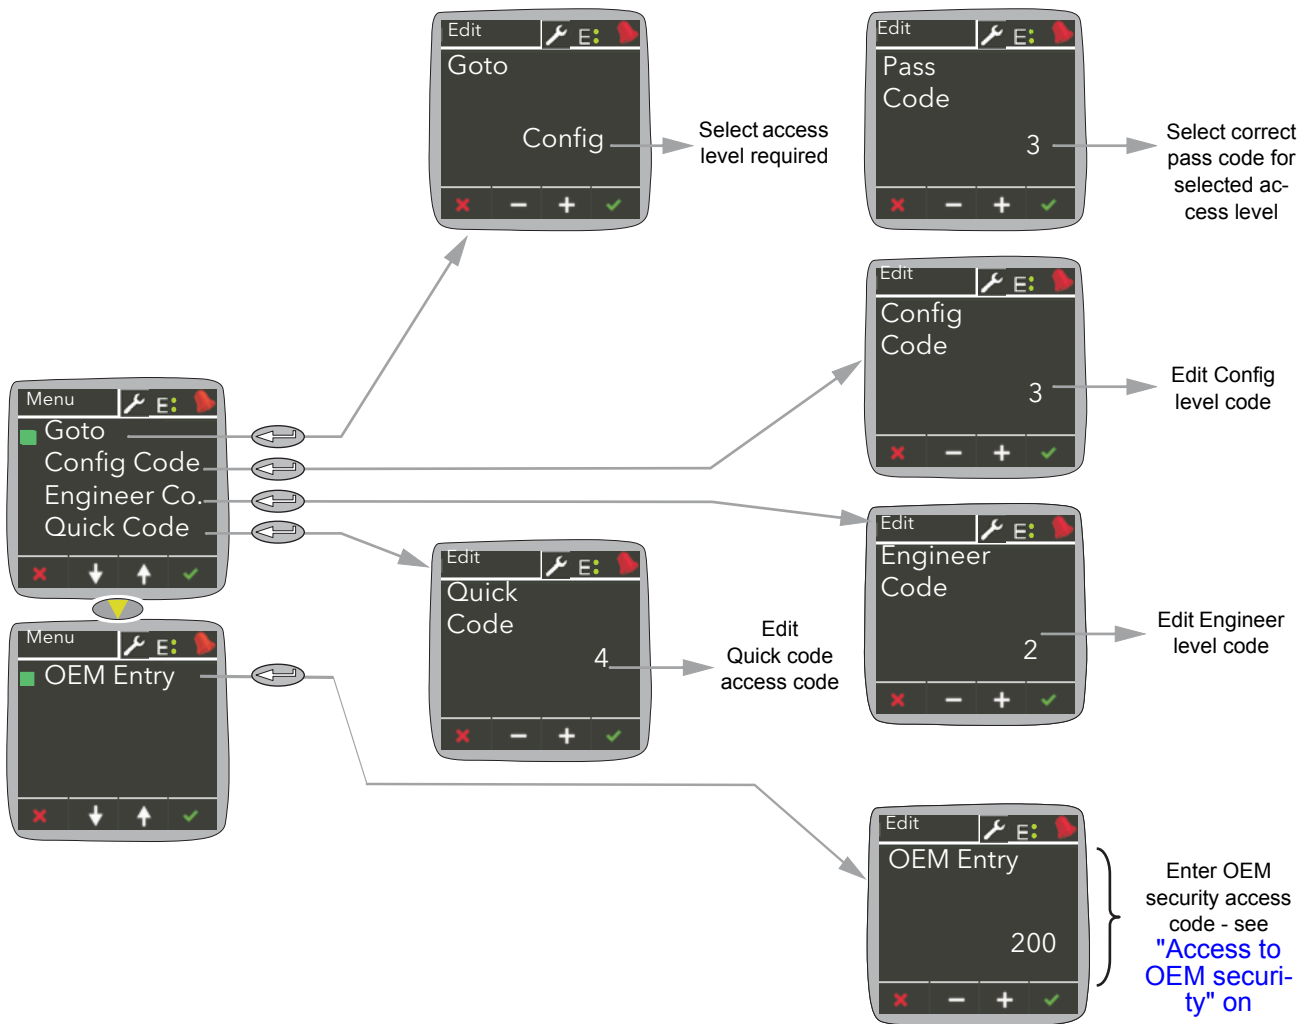 Edit
E:
Goto
Config
Select access
level required
Edit
E:
Pass
Code
3
Select correct
pass code for
selected ac-
cess level
Edit
E:
Config
Code
3
Edit Config
level code
Menu
E:
Goto
Config Code
Engineer Co.
Quick Code
Edit
E:
Engineer
Code
2
Edit Engineer
level code
Edit
E:
Quick
Code
4
Edit
Quick code
access code
Menu
E:
OEM Entry
Edit
E:
OEM Entry
200
Enter OEM
security access
code - see
"Access to
OEM securi-
ty" on